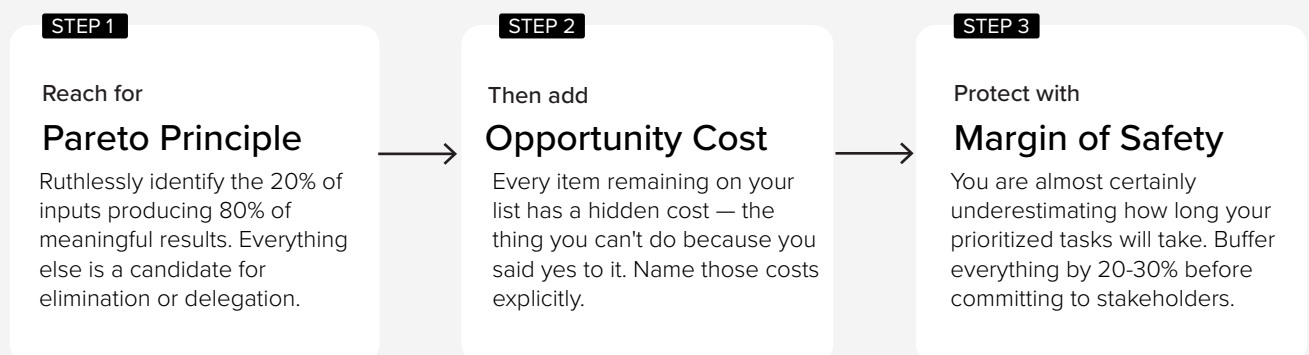 STEP 1
Reach for
Pareto Principle
Ruthlessly identify the 20% of
inputs producing 80% of
meaningful results. Everything
else is a candidate for
elimination or delegation.
STEP 2
Then add
Opportunity Cost
Every item remaining on your
list has a hidden cost — the
thing you can't do because you
said yes to it. Name those costs
explicitly.
STEP 3
Protect with
Margin of Safety
You are almost certainly
underestimating how long your
prioritized tasks will take. Buffer
everything by 20-30% before
committing to stakeholders.